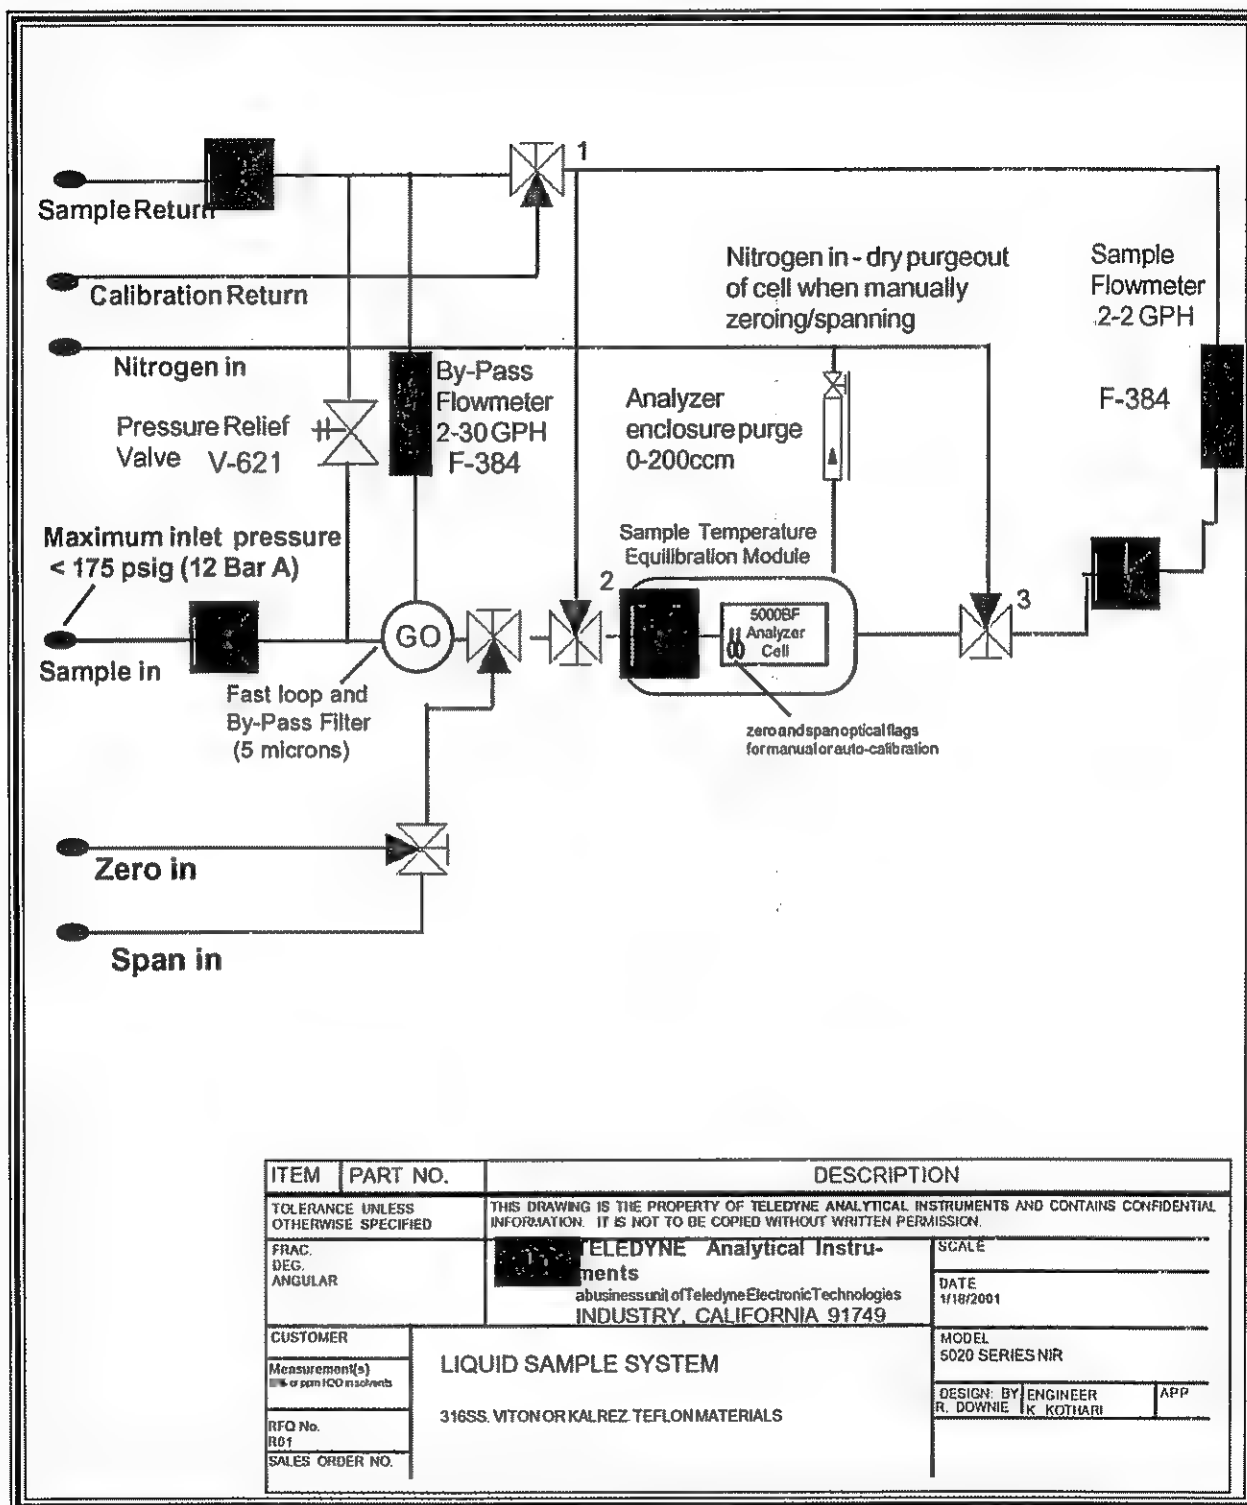 1
Sample Return
Calibration Return
Nitrogen in - dry purgeout
of cell when manually
zeroing/spanning
Sample
Flowmeter
.2-2 GPH
Nitrogen in
By-Pass
Flowmeter
2-30 GPH
F-384
Analyzer
enclosure purge
0-200ccm
F-384
Pressure Relief
Valve V-621
Maximum inlet pressure
< 175 psig (12 Bar A)
Sample Temperature
Equilibration Module
2
3
GO
5000BF
Analyzer
Cell
Sample in
Fast loop and
By-Pass Filter
(5 microns)
zero and span optical flags
for manual or auto-calibration
Zero in
Span in
ITEM PART NO. DESCRIPTION
TOLERANCE UNLESS
OTHERWISE SPECIFIED
THIS DRAWING IS THE PROPERTY OF TELEDYNE ANALYTICAL INSTRUMENTS AND CONTAINS CONFIDENTIAL
INFORMATION. IT IS NOT TO BE COPIED WITHOUT WRITTEN PERMISSION.
FRAC.
DEG.
ANGULAR
TELEDYNE Analytical Instru-
ments
a business unit of Teledyne Electronic Technologies
INDUSTRY, CALIFORNIA 91749
SCALE
DATE
1/18/2001
CUSTOMER
Measurement(s)
or ppm H2O in solvents
LIQUID SAMPLE SYSTEM
MODEL
5020 SERIES NIR
316SS. VITON OR KALREZ. TEFLON MATERIALS
DESIGN: BY
R. DOWNIE
ENGINEER
K KOTHARI
APP
RFQ No.
R01
SALES ORDER NO.